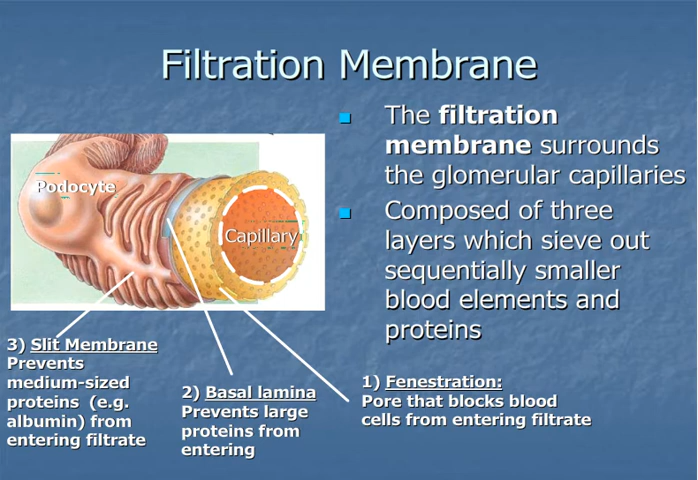 Filtration Membrane
The filtration
membrane surrounds
the glomerular capillaries
Composed of three
layers which sieve out
sequentially smaller
blood elements and
proteins
Podocyte
Capillary
3) Slit Membrane
Prevents
medium-sized
proteins (e.g.
albumin) from
entering filtrate
2) Basal lamina
Prevents large
proteins from
entering
1) Fenestration:
Pore that blocks blood
cells from entering filtrate